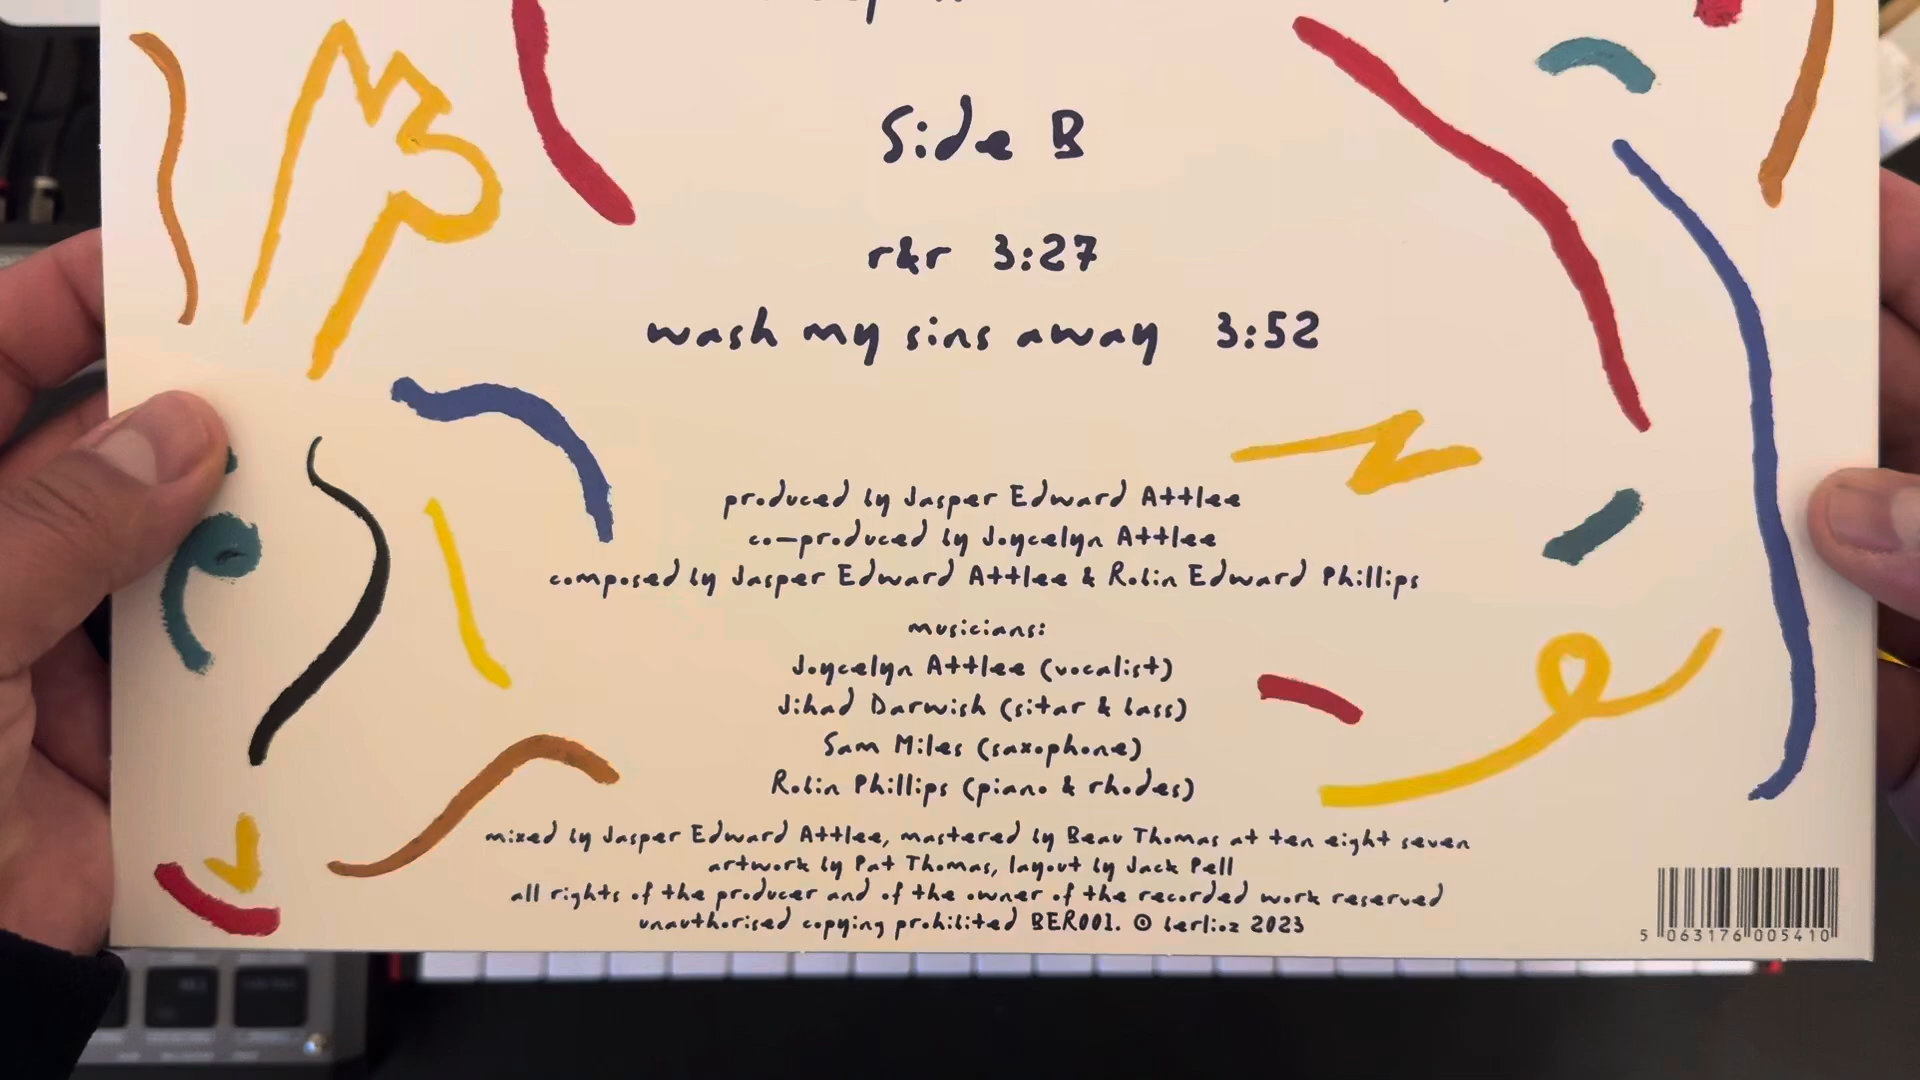 Side B
r&r 3:27
wash my sins away 3:52
produced by Jasper Edward Attlee
co-produced by Joycelyn Attlee
composed by Jasper Edward Attlee & Robin Edward Phillips
musicians:
Joycelyn Attlee (vocalist)
Jihad Darwish (sitar & bass)
Sam Miles (saxophone)
Robin Phillips (piano & rhodes)
mixed by Jasper Edward Attlee, mastered by Beau Thomas at ten eight seven
artwork by Pat Thomas, layout by Jack Pell
all rights of the producer and of the owner of the recorded work reserved
unauthorised copying prohibited BER001. © berlioz 2023
5 063176 005410